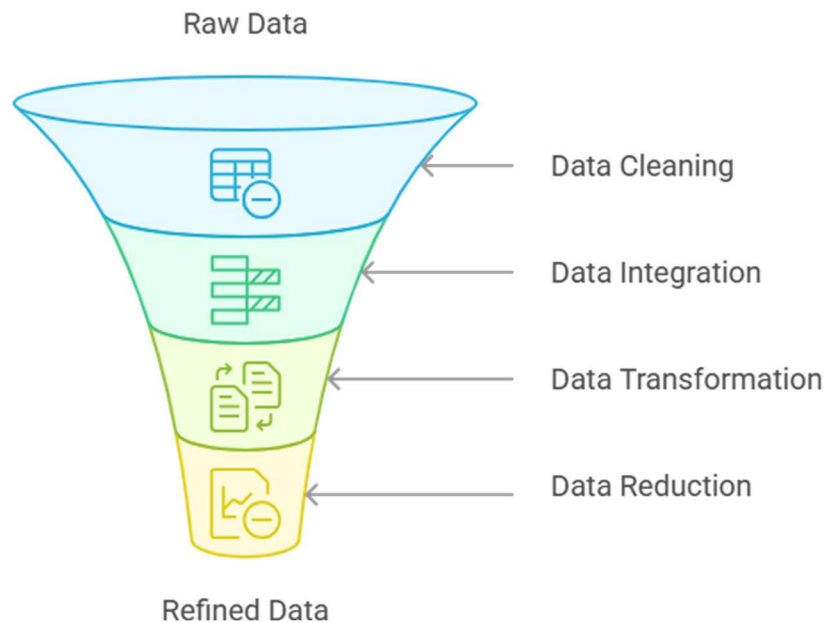 Raw Data
Data Cleaning
Data Integration
Data Transformation
Data Reduction
Refined Data